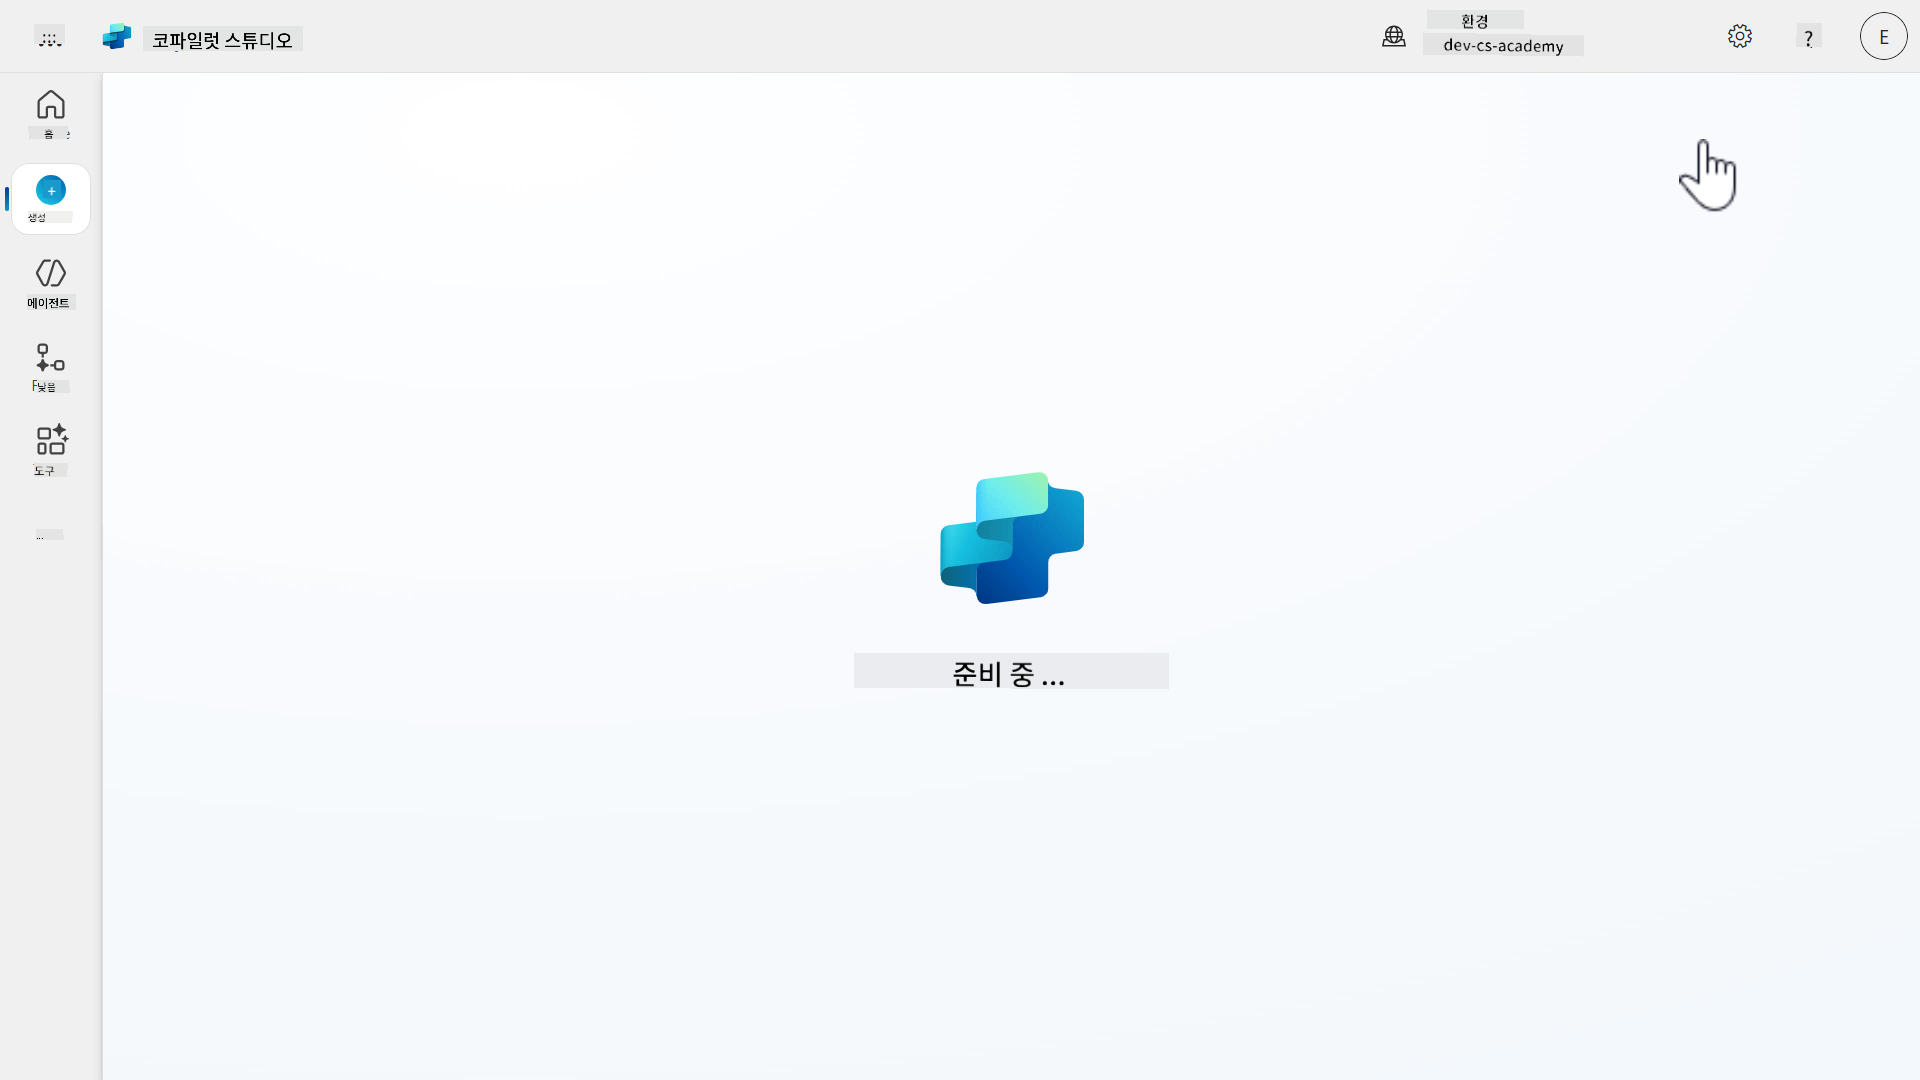 코파일럿 스튜디오
환경
dev-cs-academy
?
E
홈
생성
에이전트
F낮음
도구
...
준비 중 ...